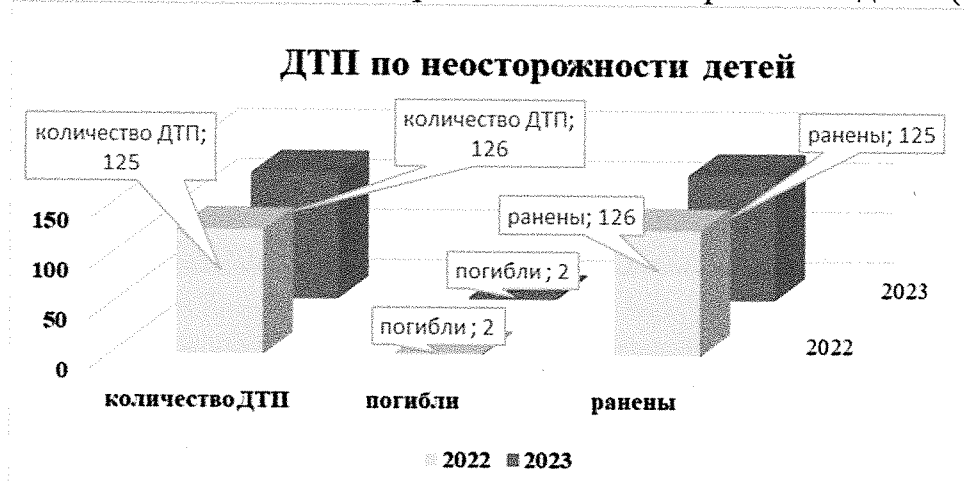 ДТП по неосторожности детей
количество ДТП;
125
количество ДТП;
126
ранены; 125
ранены; 126
погибли ; 2
погибли ; 2
150
100
50
0
2023
2022
количество ДТП
погибли
ранены
2022
2023